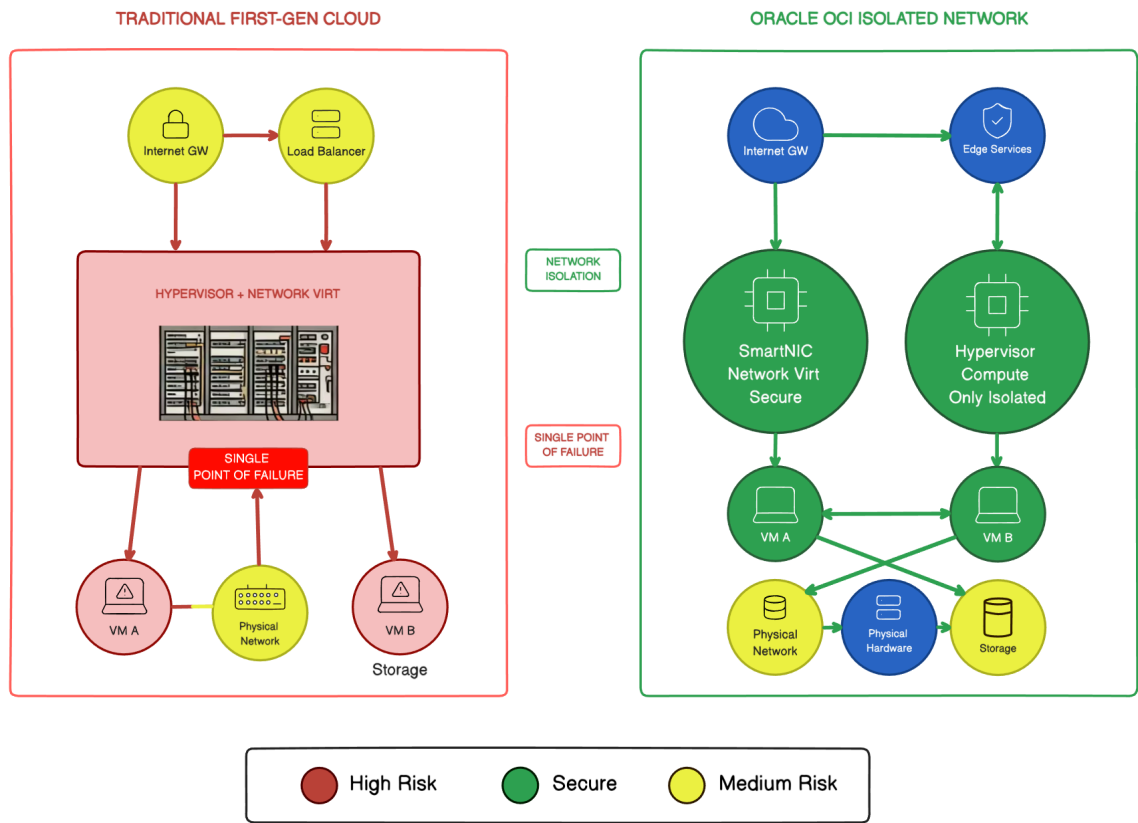 TRADITIONAL FIRST-GEN CLOUD
Internet GW
Load Balancer
HYPERVISOR + NETWORK VIRT
SINGLE
POINT OF FAILURE
VM A
Physical
Network
VM B
Storage
NETWORK
ISOLATION
SINGLE POINT
OF FAILURE
ORACLE OCI ISOLATED NETWORK
Internet GW
Edge Services
SmartNIC
Network Virt
Secure
Hypervisor
Compute
Only Isolated
VM A
VM B
Physical
Network
Physical
Hardware
Storage
High Risk
Secure
Medium Risk